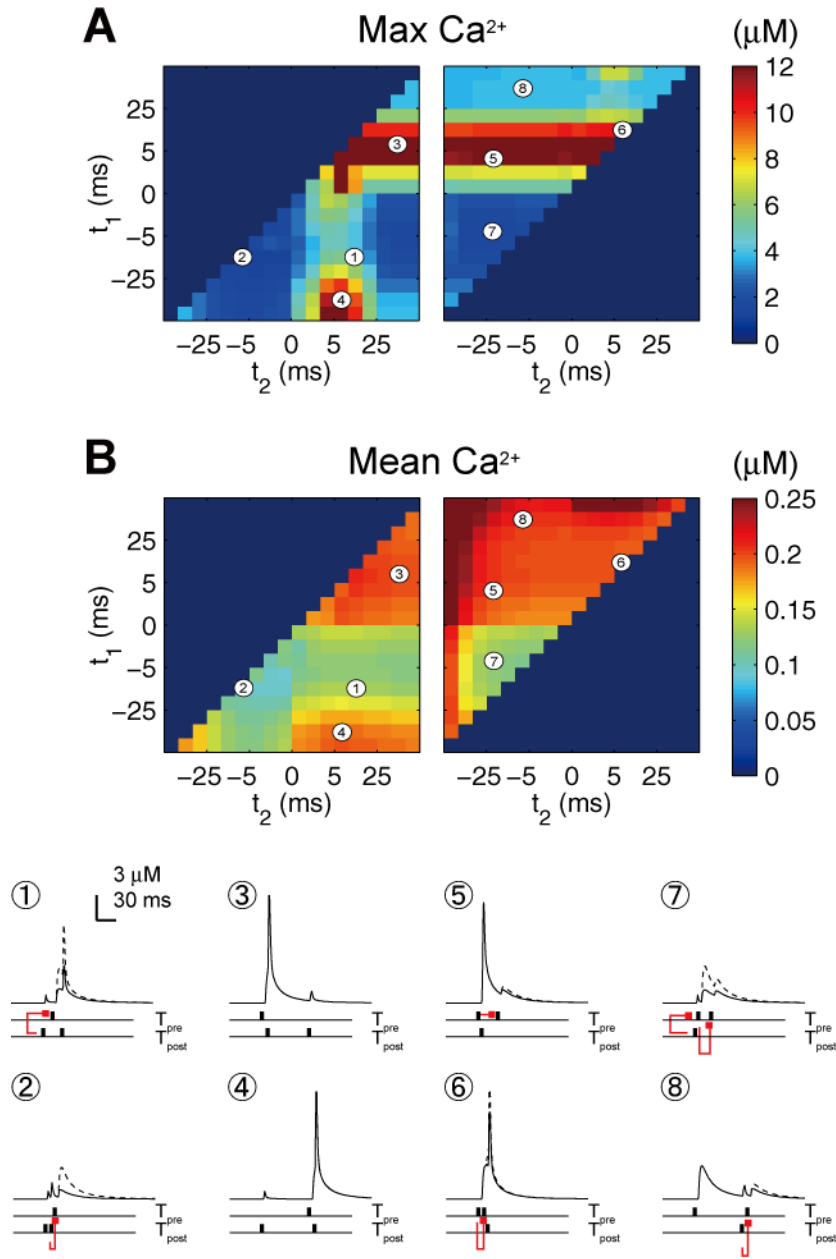 A
Max Ca²⁺
(μM)
12
10
8
6
4
2
0
25
5
0
−5
−25
t₁ (ms)
3
2
1
4
8
6
5
7
−25
−5
0
5
25
t₂ (ms)
−25
−5
0
5
25
t₂ (ms)
B
Mean Ca²⁺
(μM)
0.25
0.2
0.15
0.1
0.05
0
25
5
0
−5
−25
t₁ (ms)
3
2
1
4
8
6
5
7
−25
−5
0
5
25
t₂ (ms)
−25
−5
0
5
25
t₂ (ms)
①
3 μM
30 ms
Tpre
Tpost
③
Tpre
Tpost
⑤
Tpre
Tpost
⑦
Tpre
Tpost
②
Tpre
Tpost
④
Tpre
Tpost
⑥
Tpre
Tpost
⑧
Tpre
Tpost